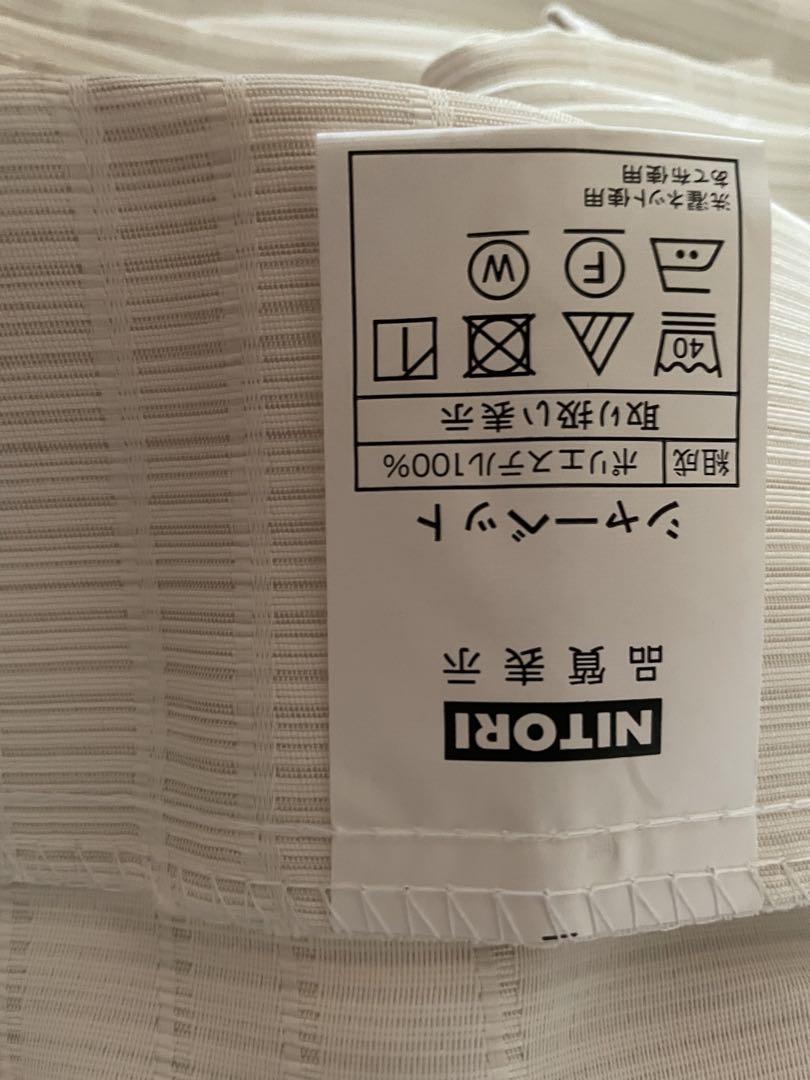 NITORI
品質表示
シャーベット
組成 ポリエステル100%
取り扱い表示
40
F W
洗濯ネット使用
あて布使用